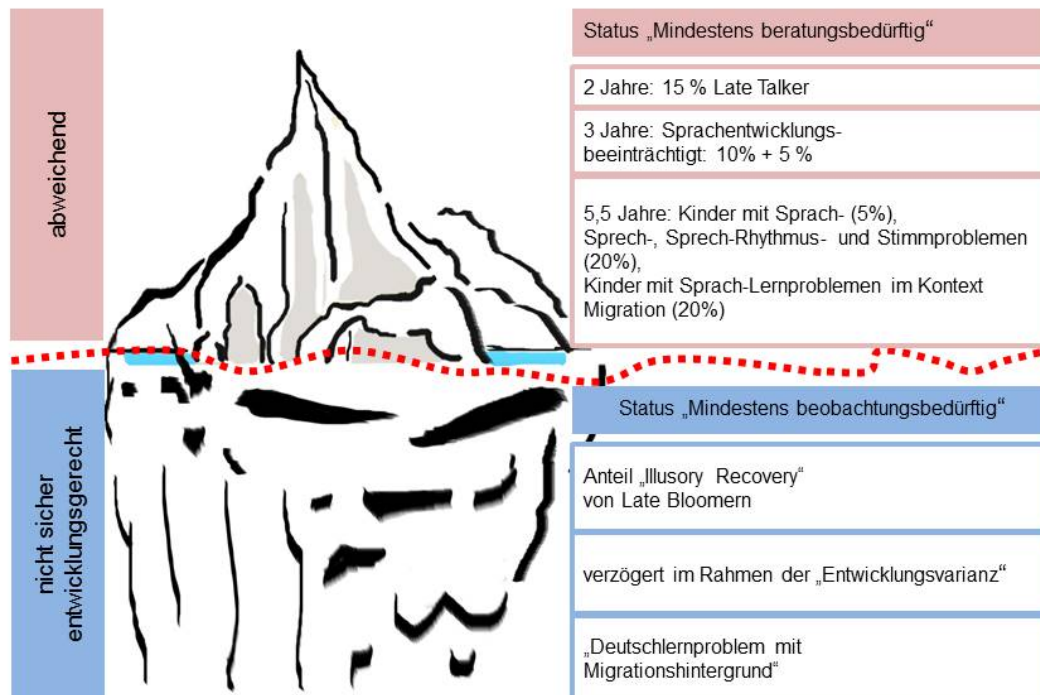 abweichend
Status „Mindestens beratungsbedürftig“
2 Jahre: 15 % Late Talker
3 Jahre: Sprachentwicklungs-
beeinträchtigt: 10% + 5 %
5,5 Jahre: Kinder mit Sprach- (5%),
Sprech-, Sprech-Rhythmus- und Stimmproblemen
(20%),
Kinder mit Sprach-Lernproblemen im Kontext
Migration (20%)
nicht sicher
entwicklungsgerecht
Status „Mindestens beobachtungsbedürftig“
Anteil „Illusory Recovery“
von Late Bloomern
verzögert im Rahmen der „Entwicklungsvarianz“
„Deutschlernproblem mit
Migrationshintergrund“